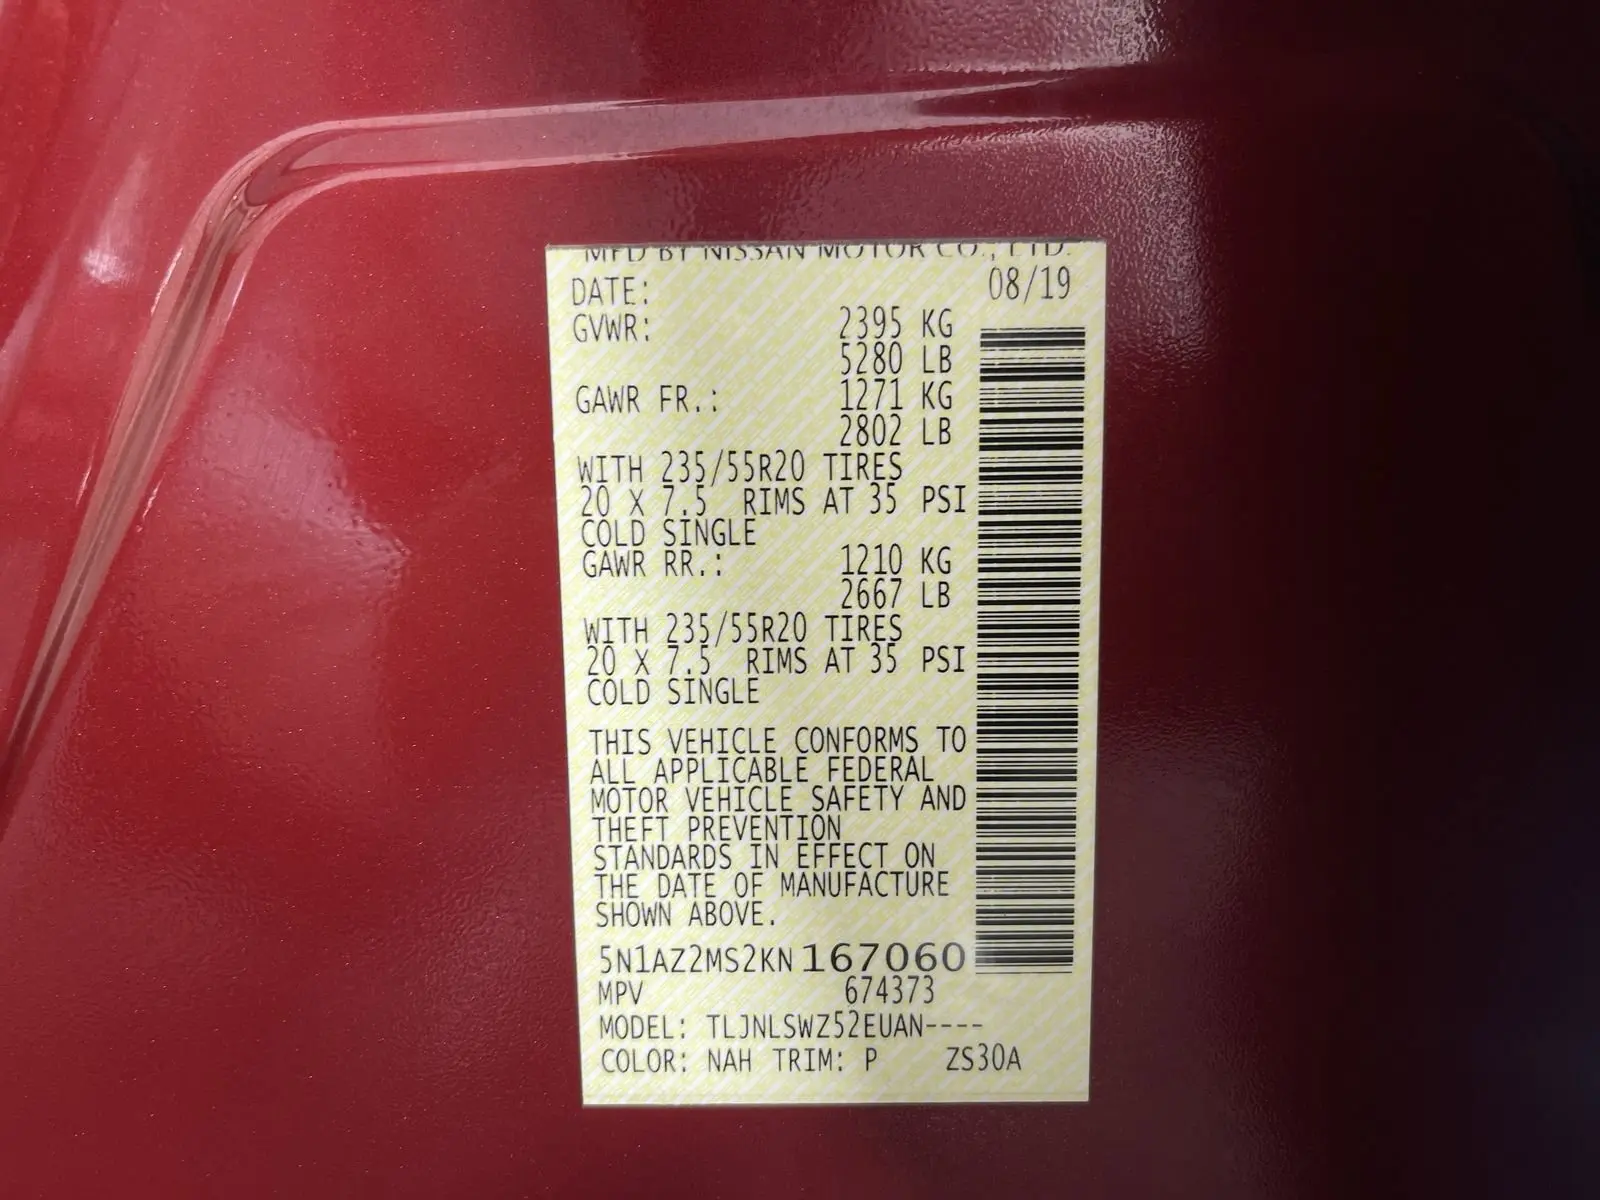 MFD BY NISSAN MOTOR CO., LTD.
DATE: 08/19
GVWR: 2395 KG
5280 LB
GAWR FR.: 1271 KG
2802 LB
WITH 235/55R20 TIRES
20 X 7.5 RIMS AT 35 PSI
COLD SINGLE
GAWR RR.: 1210 KG
2667 LB
WITH 235/55R20 TIRES
20 X 7.5 RIMS AT 35 PSI
COLD SINGLE
THIS VEHICLE CONFORMS TO
ALL APPLICABLE FEDERAL
MOTOR VEHICLE SAFETY AND
THEFT PREVENTION
STANDARDS IN EFFECT ON
THE DATE OF MANUFACTURE
SHOWN ABOVE.
5N1AZ2MS2KN167060
MPV 674373
MODEL: TLJNLSWZ52EUAN----
COLOR: NAH TRIM: P ZS30A